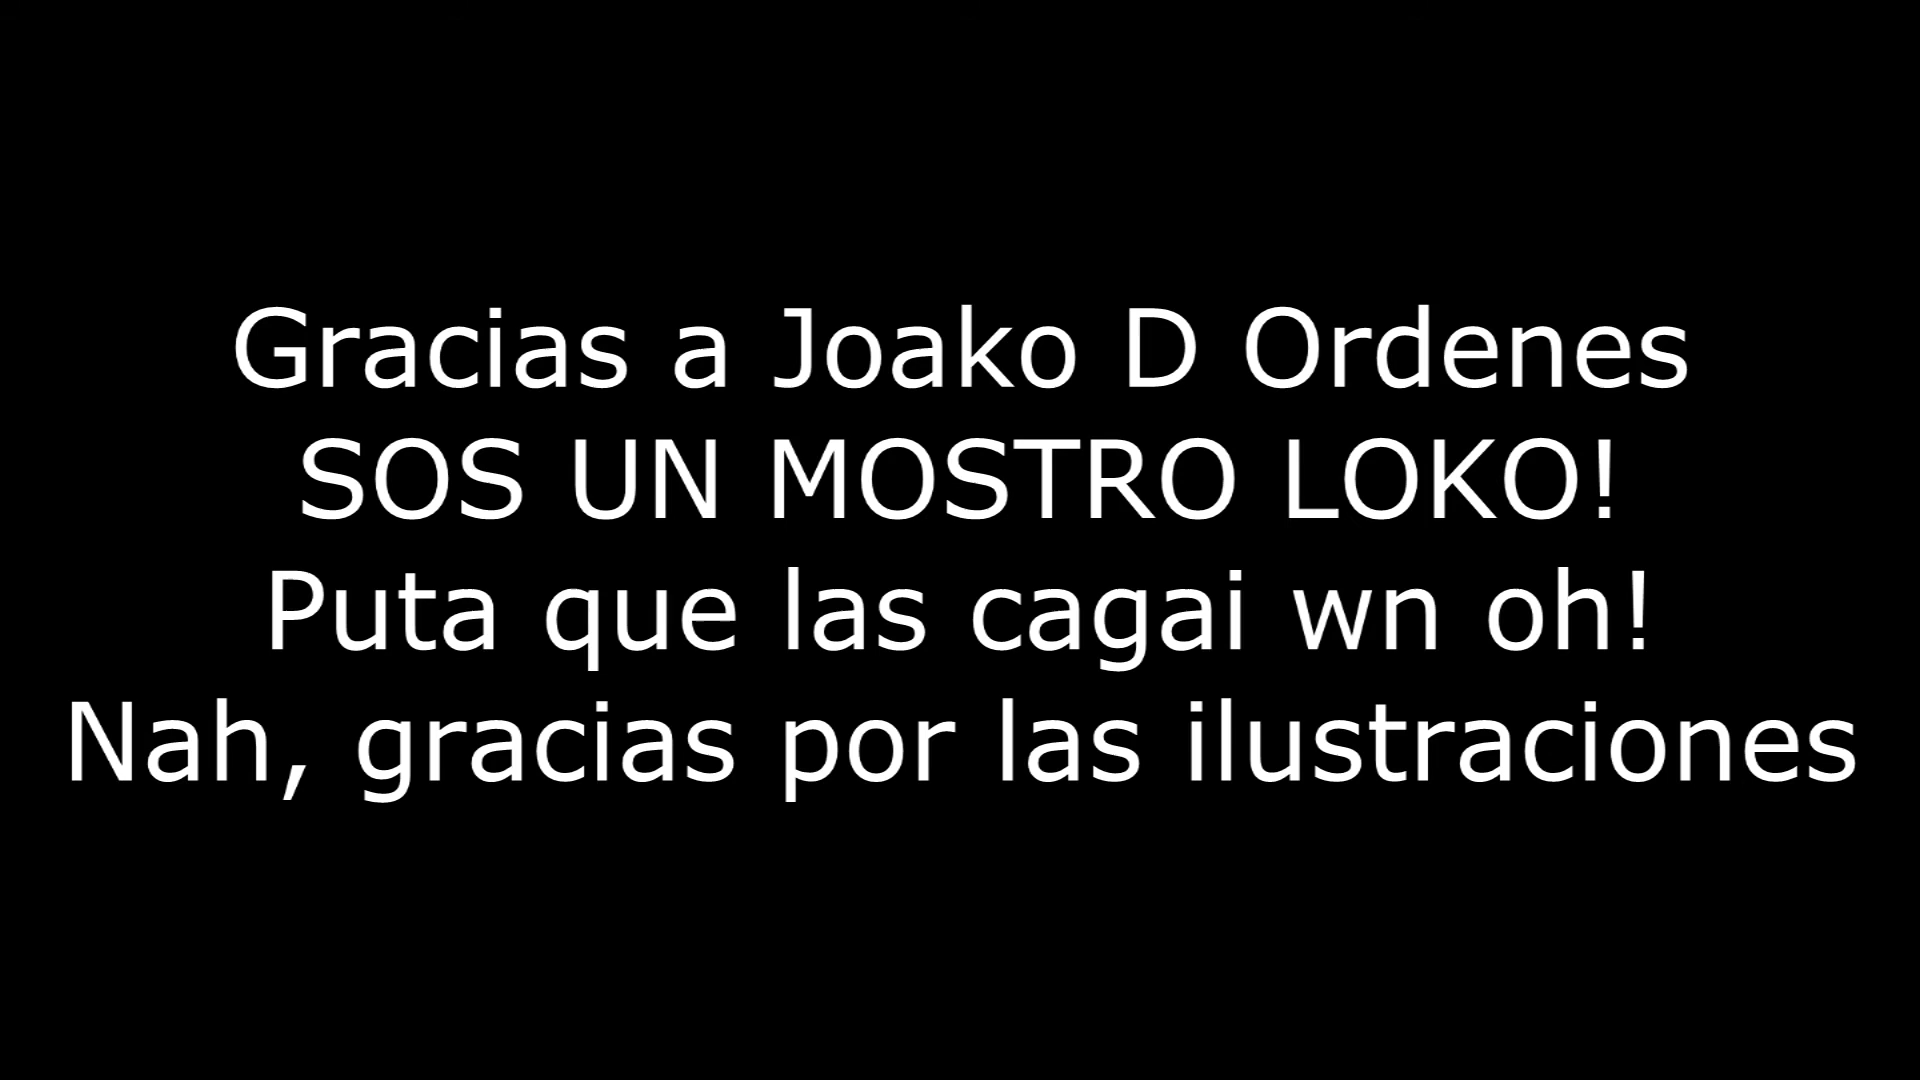 Gracias a Joako D Ordenes
SOS UN MOSTRO LOKO!
Puta que las cagai wn oh!
Nah, gracias por las ilustraciones